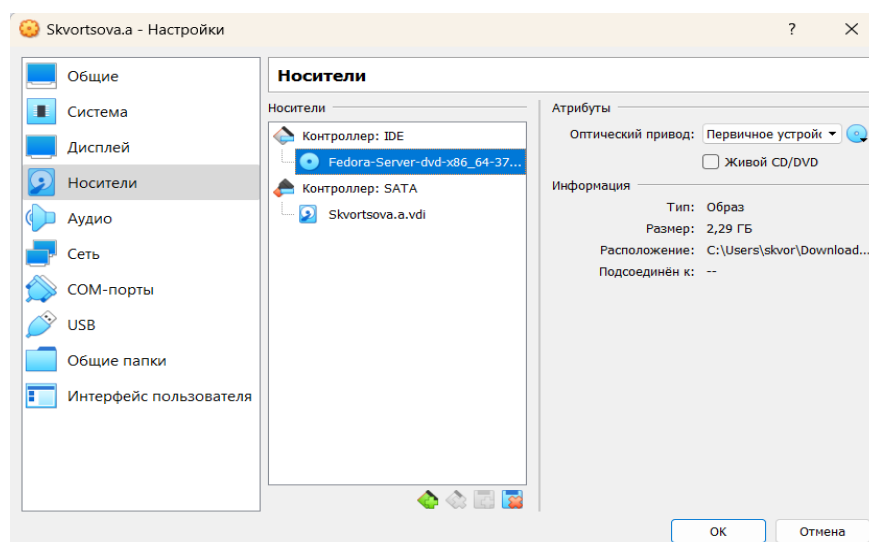 Skvortsova.a - Настройки
?
Общие
Система
Дисплей
Носители
Аудио
Сеть
COM-порты
USB
Общие папки
Интерфейс пользователя
Носители
Носители
Контроллер: IDE
Fedora-Server-dvd-x86_64-37...
Контроллер: SATA
Skvortsova.a.vdi
Атрибуты
Оптический привод: Первичное устройс
Живой CD/DVD
Информация
Тип: Образ
Размер: 2,29 ГБ
Расположение: C:\Users\skvor\Download...
Подсоединён к: --
ОК Отмена